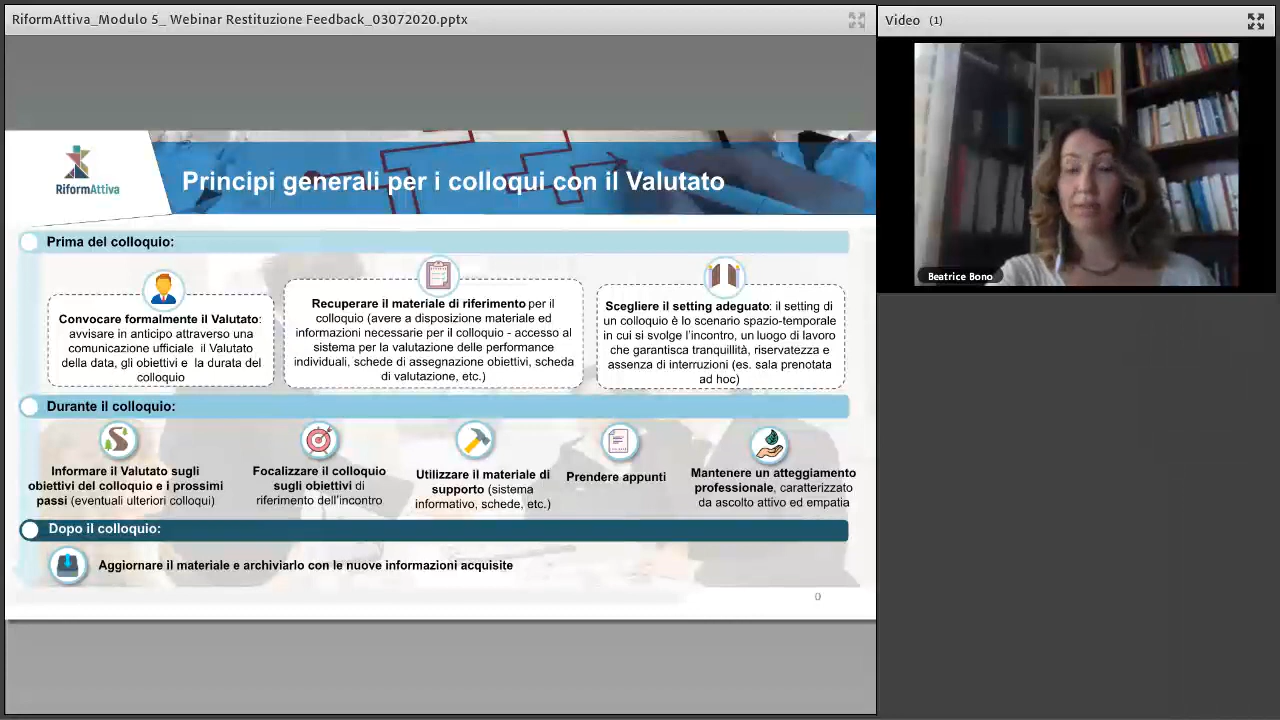 RiformAttiva_Modulo 5_ Webinar Restituzione Feedback_03072020.pptx
Video (1)
Beatrice Bono
RiformAttiva
Principi generali per i colloqui con il Valutato
Prima del colloquio:
Convocare formalmente il Valutato:
avvisare in anticipo attraverso una
comunicazione ufficiale il Valutato
della data, gli obiettivi e la durata del
colloquio
Recuperare il materiale di riferimento per il
colloquio (avere a disposizione materiale ed
informazioni necessarie per il colloquio - accesso al
sistema per la valutazione delle performance
individuali, schede di assegnazione obiettivi, scheda
di valutazione, etc.)
Scegliere il setting adeguato: il setting di
un colloquio è lo scenario spazio-temporale
in cui si svolge l'incontro, un luogo di lavoro
che garantisca tranquillità, riservatezza e
assenza di interruzioni (es. sala prenotata
ad hoc)
Durante il colloquio:
Informare il Valutato sugli
obiettivi del colloquio e i prossimi
passi (eventuali ulteriori colloqui)
Focalizzare il colloquio
sugli obiettivi di
riferimento dell'incontro
Utilizzare il materiale di
supporto (sistema
informativo, schede, etc.)
Prendere appunti
Mantenere un atteggiamento
professionale, caratterizzato
da ascolto attivo ed empatia
Dopo il colloquio:
Aggiornare il materiale e archiviarlo con le nuove informazioni acquisite
0